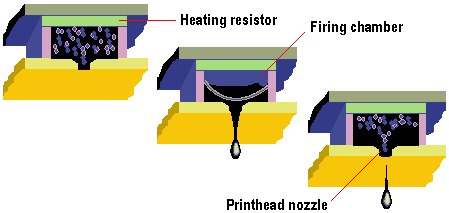 Heating resistor
Firing chamber
Printhead nozzle